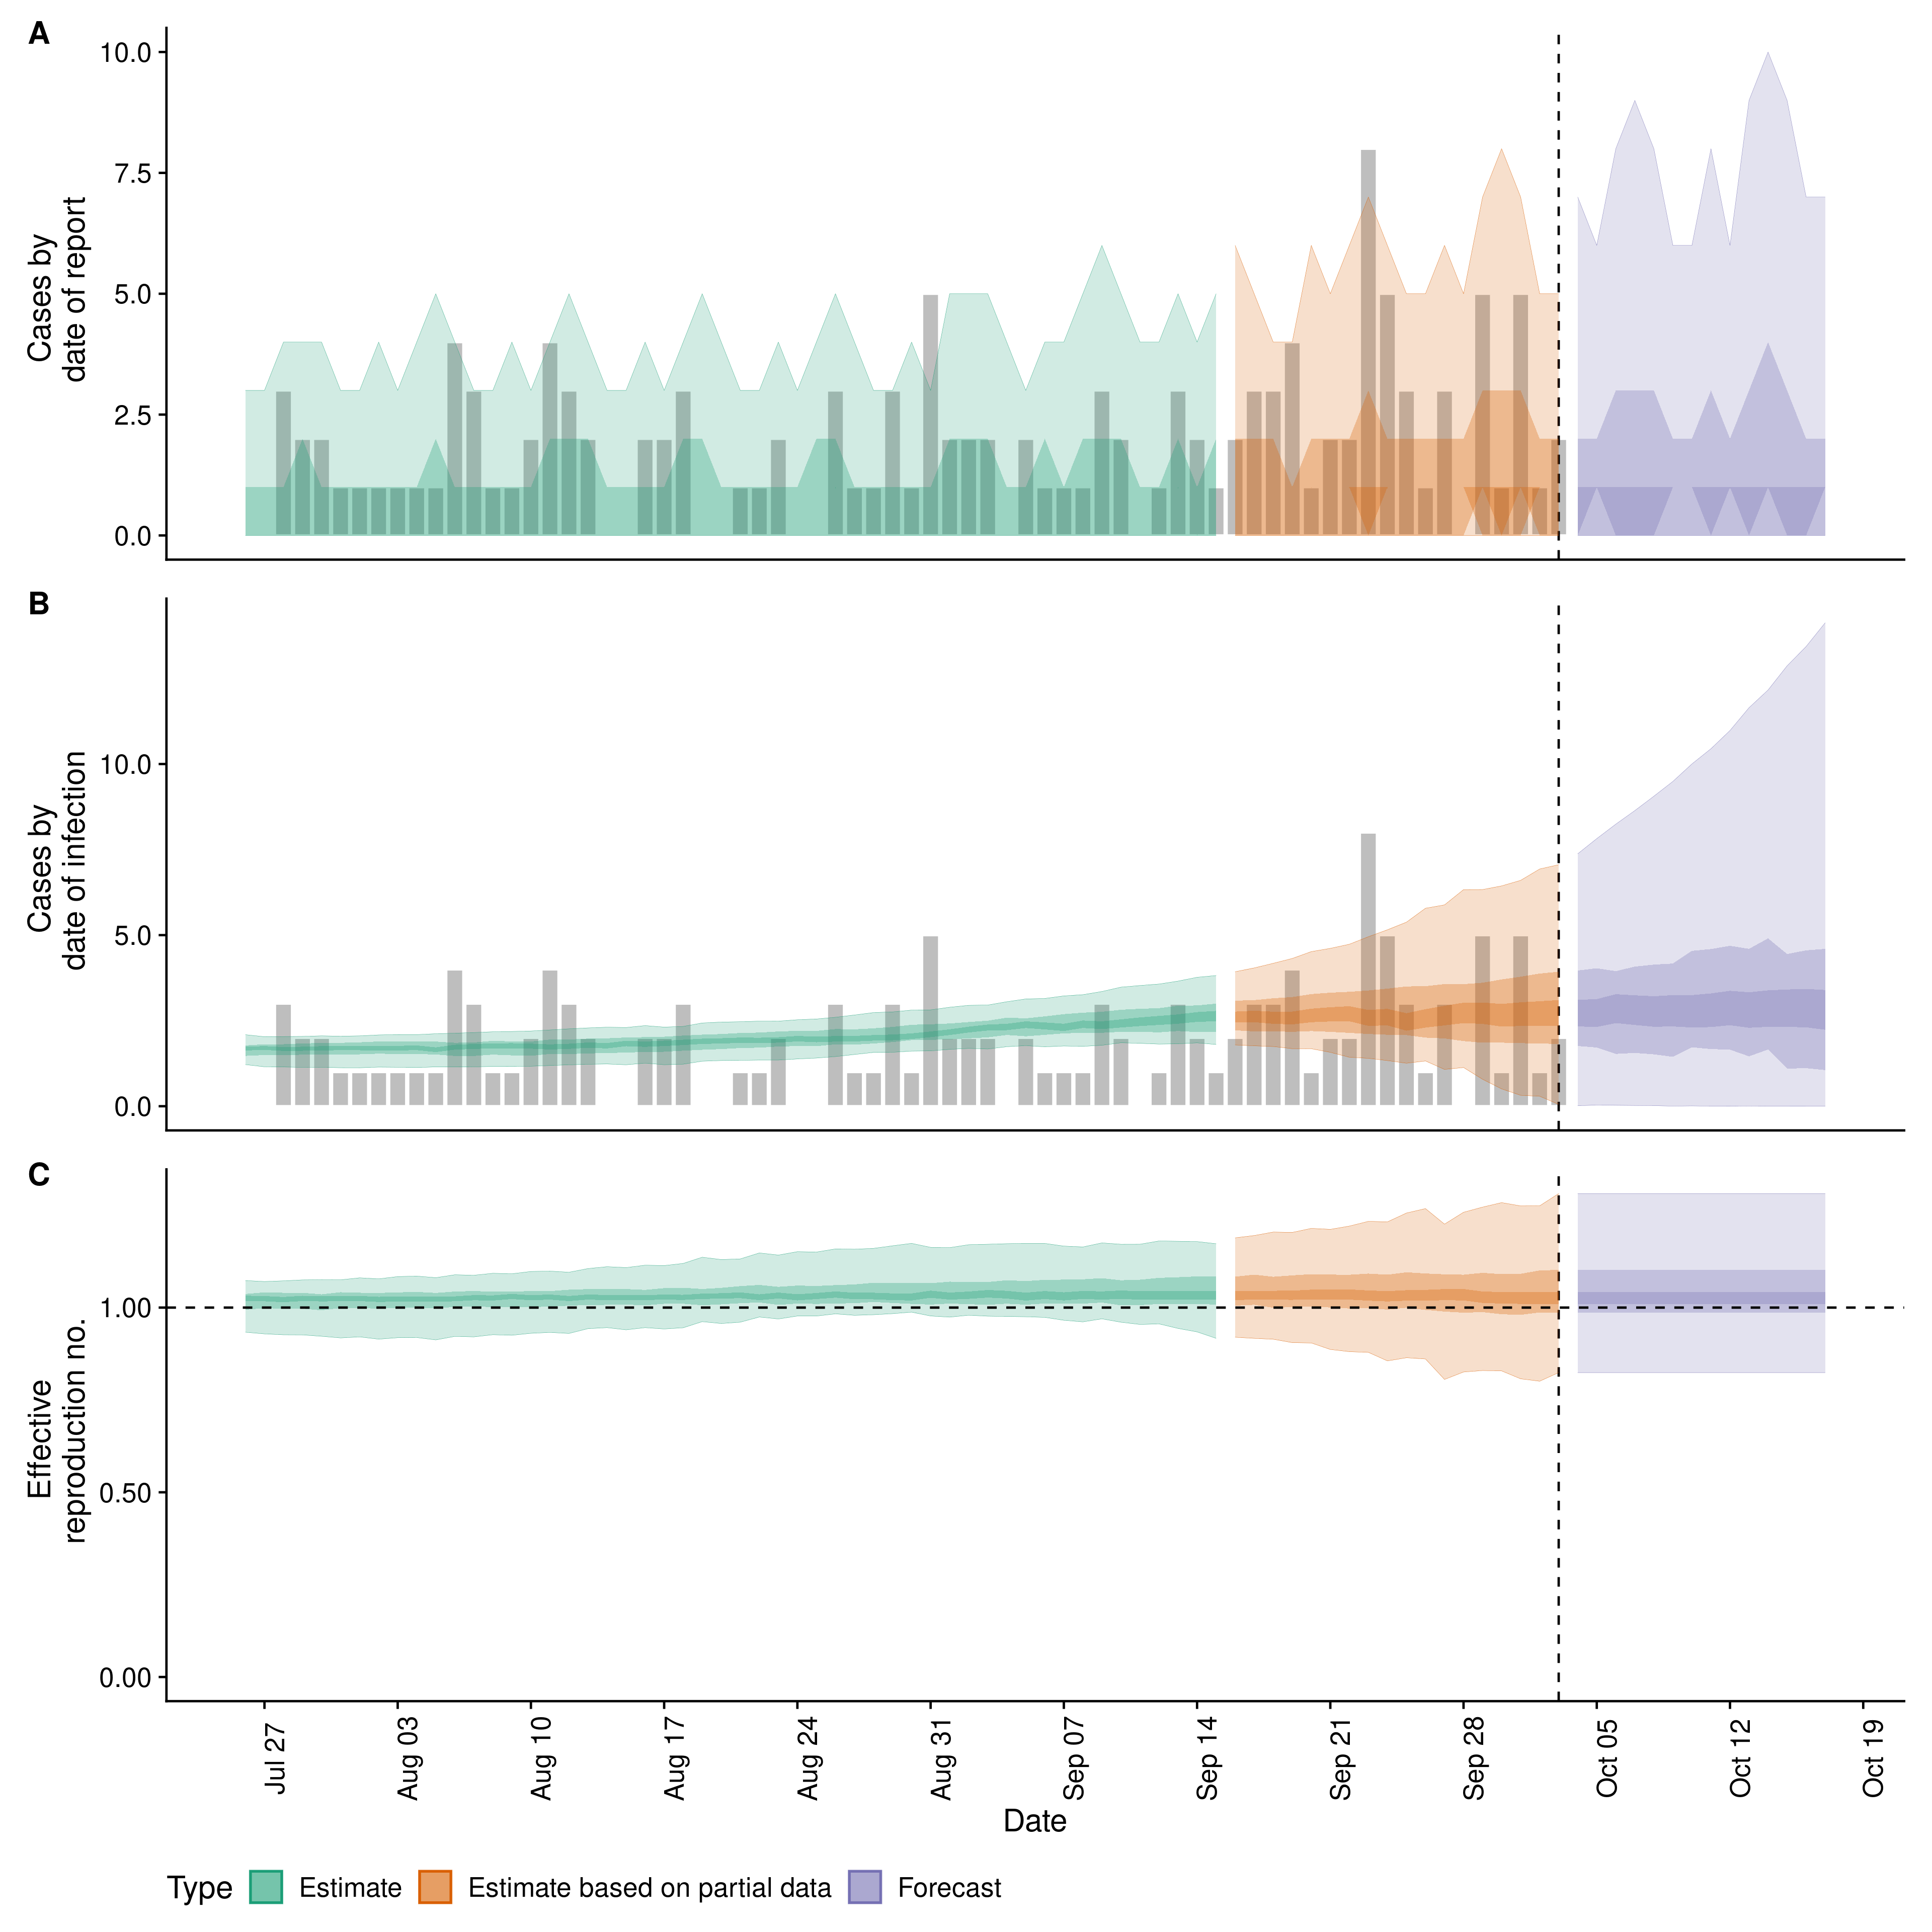 A
10.0
7.5
5.0
2.5
0.0
Cases by
date of report
B
10.0
5.0
0.0
Cases by
date of infection
C
1.00
0.50
0.00
Effective
reproduction no.
Jul 27
Aug 03
Aug 10
Aug 17
Aug 24
Aug 31
Sep 07
Sep 14
Sep 21
Sep 28
Oct 05
Oct 12
Oct 19
Date
Type Estimate Estimate based on partial data Forecast